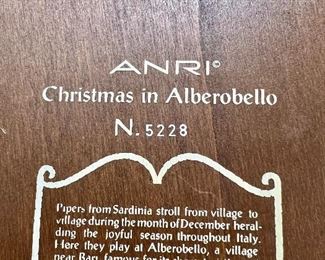 ANRI©
Christmas in Alberobello
N. 5228
Pipers from Sardinia stroll from village to
village during the month of December heral-
ding the joyful season throughout Italy.
Here they play at Alberobello, a village
near Bari, famous for its